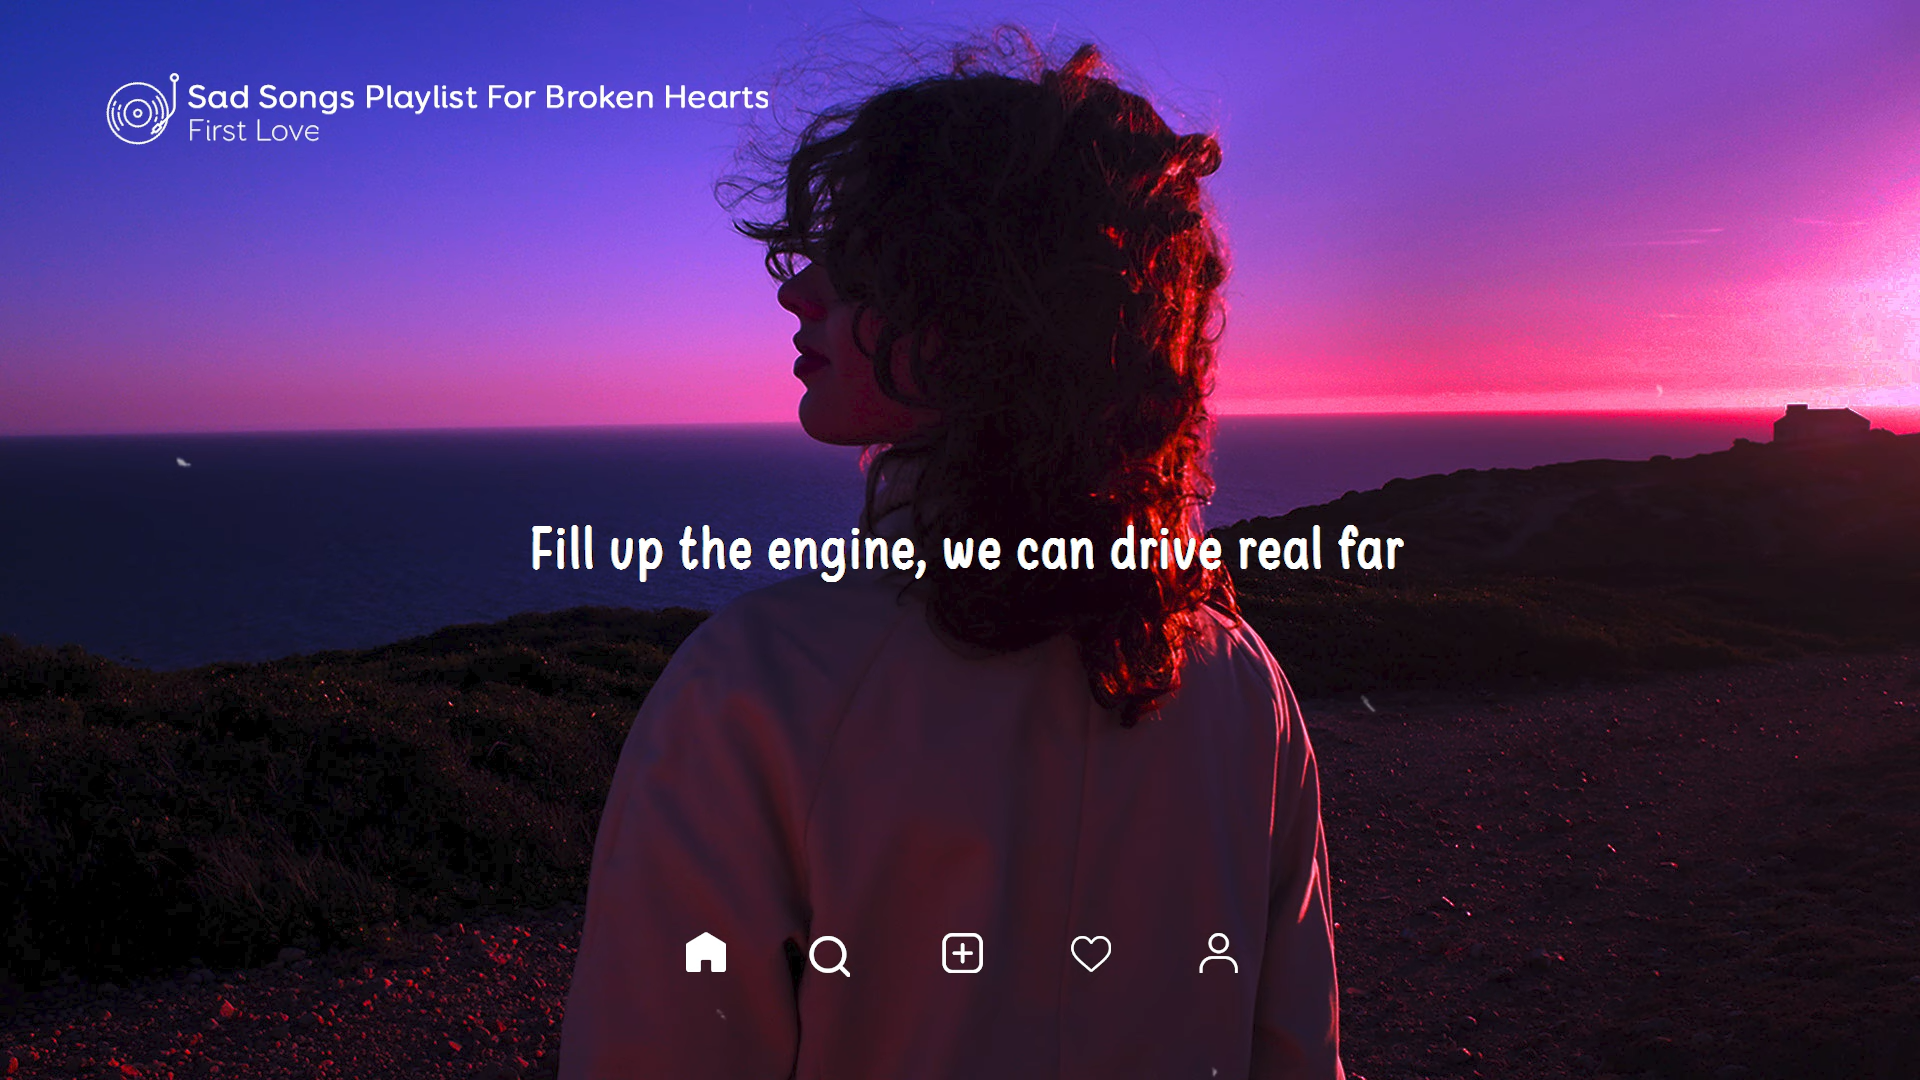 Sad Songs Playlist For Broken Hearts
First Love
Fill up the engine, we can drive real far